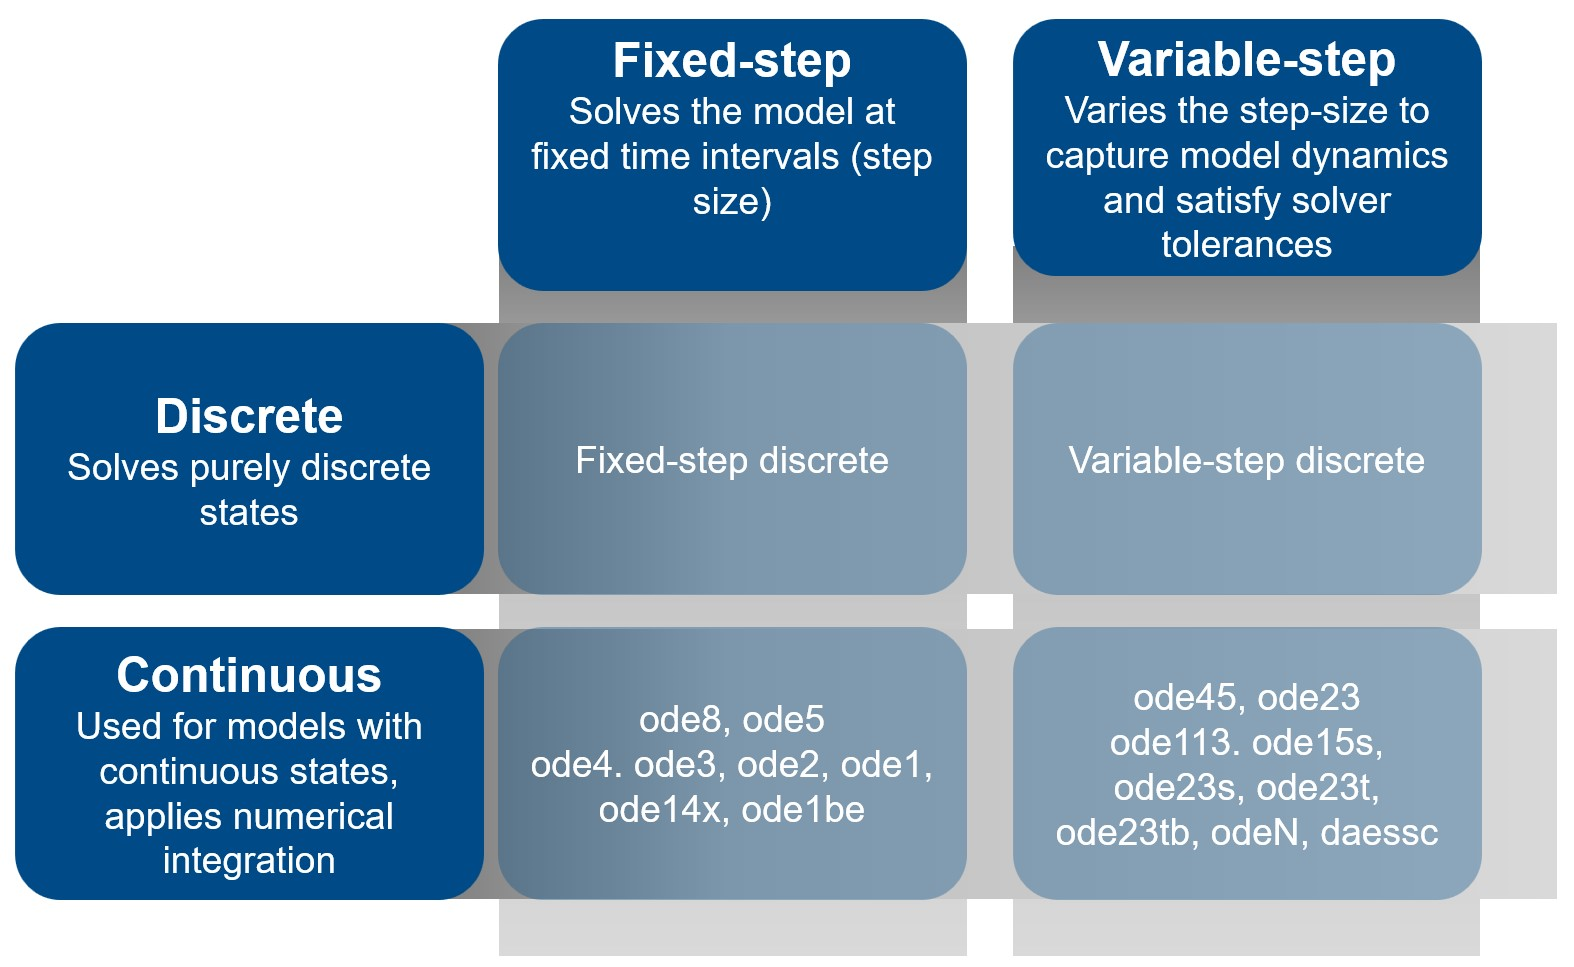 Fixed-step
Solves the model at
fixed time intervals (step
size)
Variable-step
Varies the step-size to
capture model dynamics
and satisfy solver
tolerances
Discrete
Solves purely discrete
states
Fixed-step discrete
Variable-step discrete
Continuous
Used for models with
continuous states,
applies numerical
integration
ode8, ode5
ode4. ode3, ode2, ode1,
ode14x, ode1be
ode45, ode23
ode113. ode15s,
ode23s, ode23t,
ode23tb, odeN, daessc